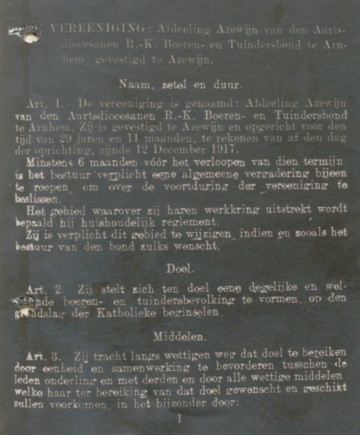 VEREENIGING: Afdeeling Azewijn van den Aarts-
diocesanen R.-K. Boeren- en Tuindersbond te Arn-
hem, gevestigd te Azewijn.
Naam, zetel en duur.
Art. 1. De vereeniging is genaamd: Afdeeling Azewijn
van den Aartsdiocesanen R.-K. Boeren- en Tuindersbond
te Arnhem. Zij is gevestigd te Azewijn en opgericht voor den
tijd van 29 jaren en 11 maanden, te rekenen van af den dag
der oprichting, zijnde 12 December 1917.
Minstens 6 maanden vóór het verloopen van dien termijn
is het bestuur verplicht eene algemeene vergadering bijeen
te roepen, om over de voortduring der vereeniging te
beslissen.
Het gebied waarover zij haren werkkring uitstrekt wordt
bepaald bij huishoudelijk reglement.
Zij is verplicht dit gebied te wijzigen, indien en zooals het
bestuur van den bond zulks wenscht.
Doel.
Art. 2. Zij stelt zich ten doel eene degelijke en wel-
boeren- en tuindersbevolking te vormen, op den
grondslag der Katholieke beginselen.
Middelen.
Art. 3. Zij tracht langs wettigen weg dat doel te bereiken
door eenheid en samenwerking te bevorderen tusschen de
leden onderling en met derden en door alle wettige middelen
welke haar ter bereiking van dat doel gewenscht en geschikt
zullen voorkomen, in het bijzonder door:
1